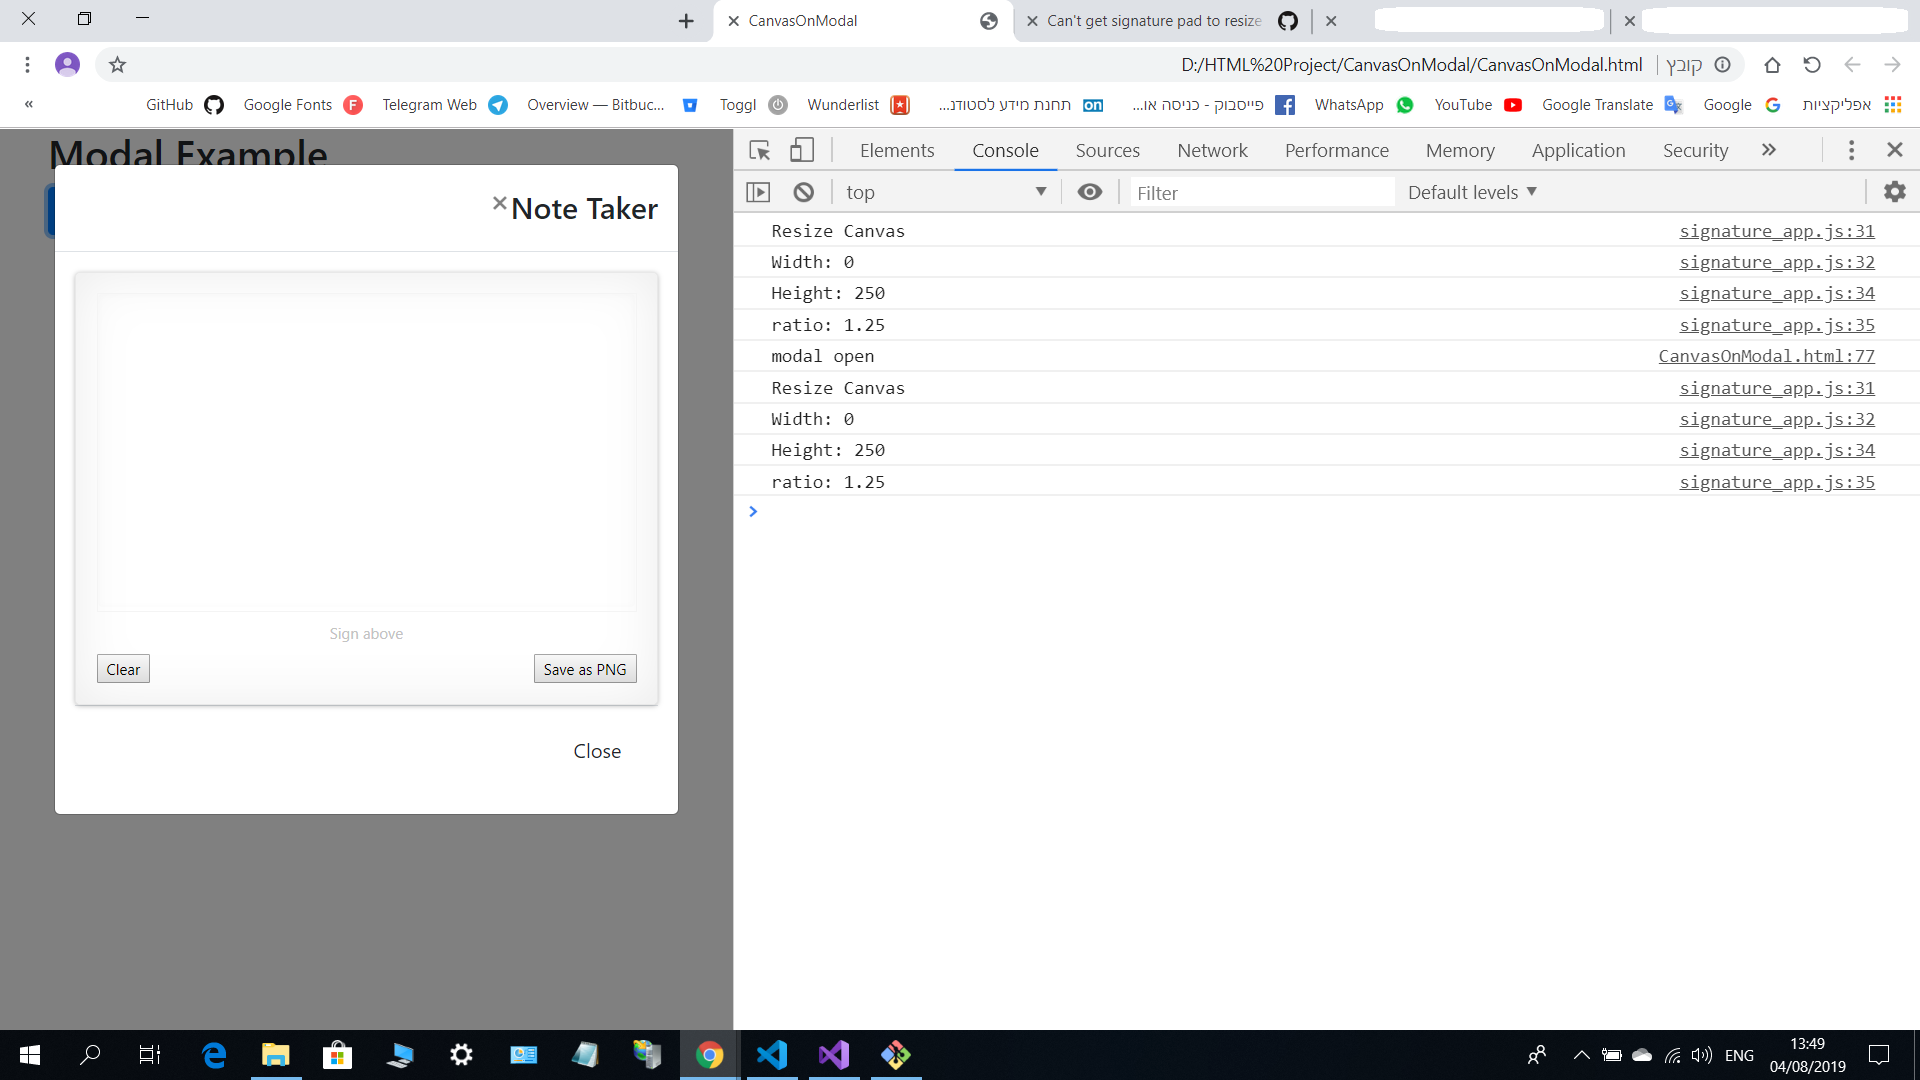 CanvasOnModal
Can't get signature pad to resize
D:/HTML%20Project/CanvasOnModal/CanvasOnModal.html
קובץ
«
GitHub
Google Fonts
Telegram Web
Overview — Bitbuc...
Toggl
Wunderlist
תחנת מידע לסטודנ...
פייסבוק - כניסה או...
WhatsApp
YouTube
Google Translate
Google
אפליקציות
Modal Example
×Note Taker
Sign above
Clear
Save as PNG
Close
Elements Console Sources Network Performance Memory Application Security »
top Filter Default levels
Resize Canvas signature_app.js:31
Width: 0 signature_app.js:32
Height: 250 signature_app.js:34
ratio: 1.25 signature_app.js:35
modal open CanvasOnModal.html:77
Resize Canvas signature_app.js:31
Width: 0 signature_app.js:32
Height: 250 signature_app.js:34
ratio: 1.25 signature_app.js:35
ENG
13:49
04/08/2019